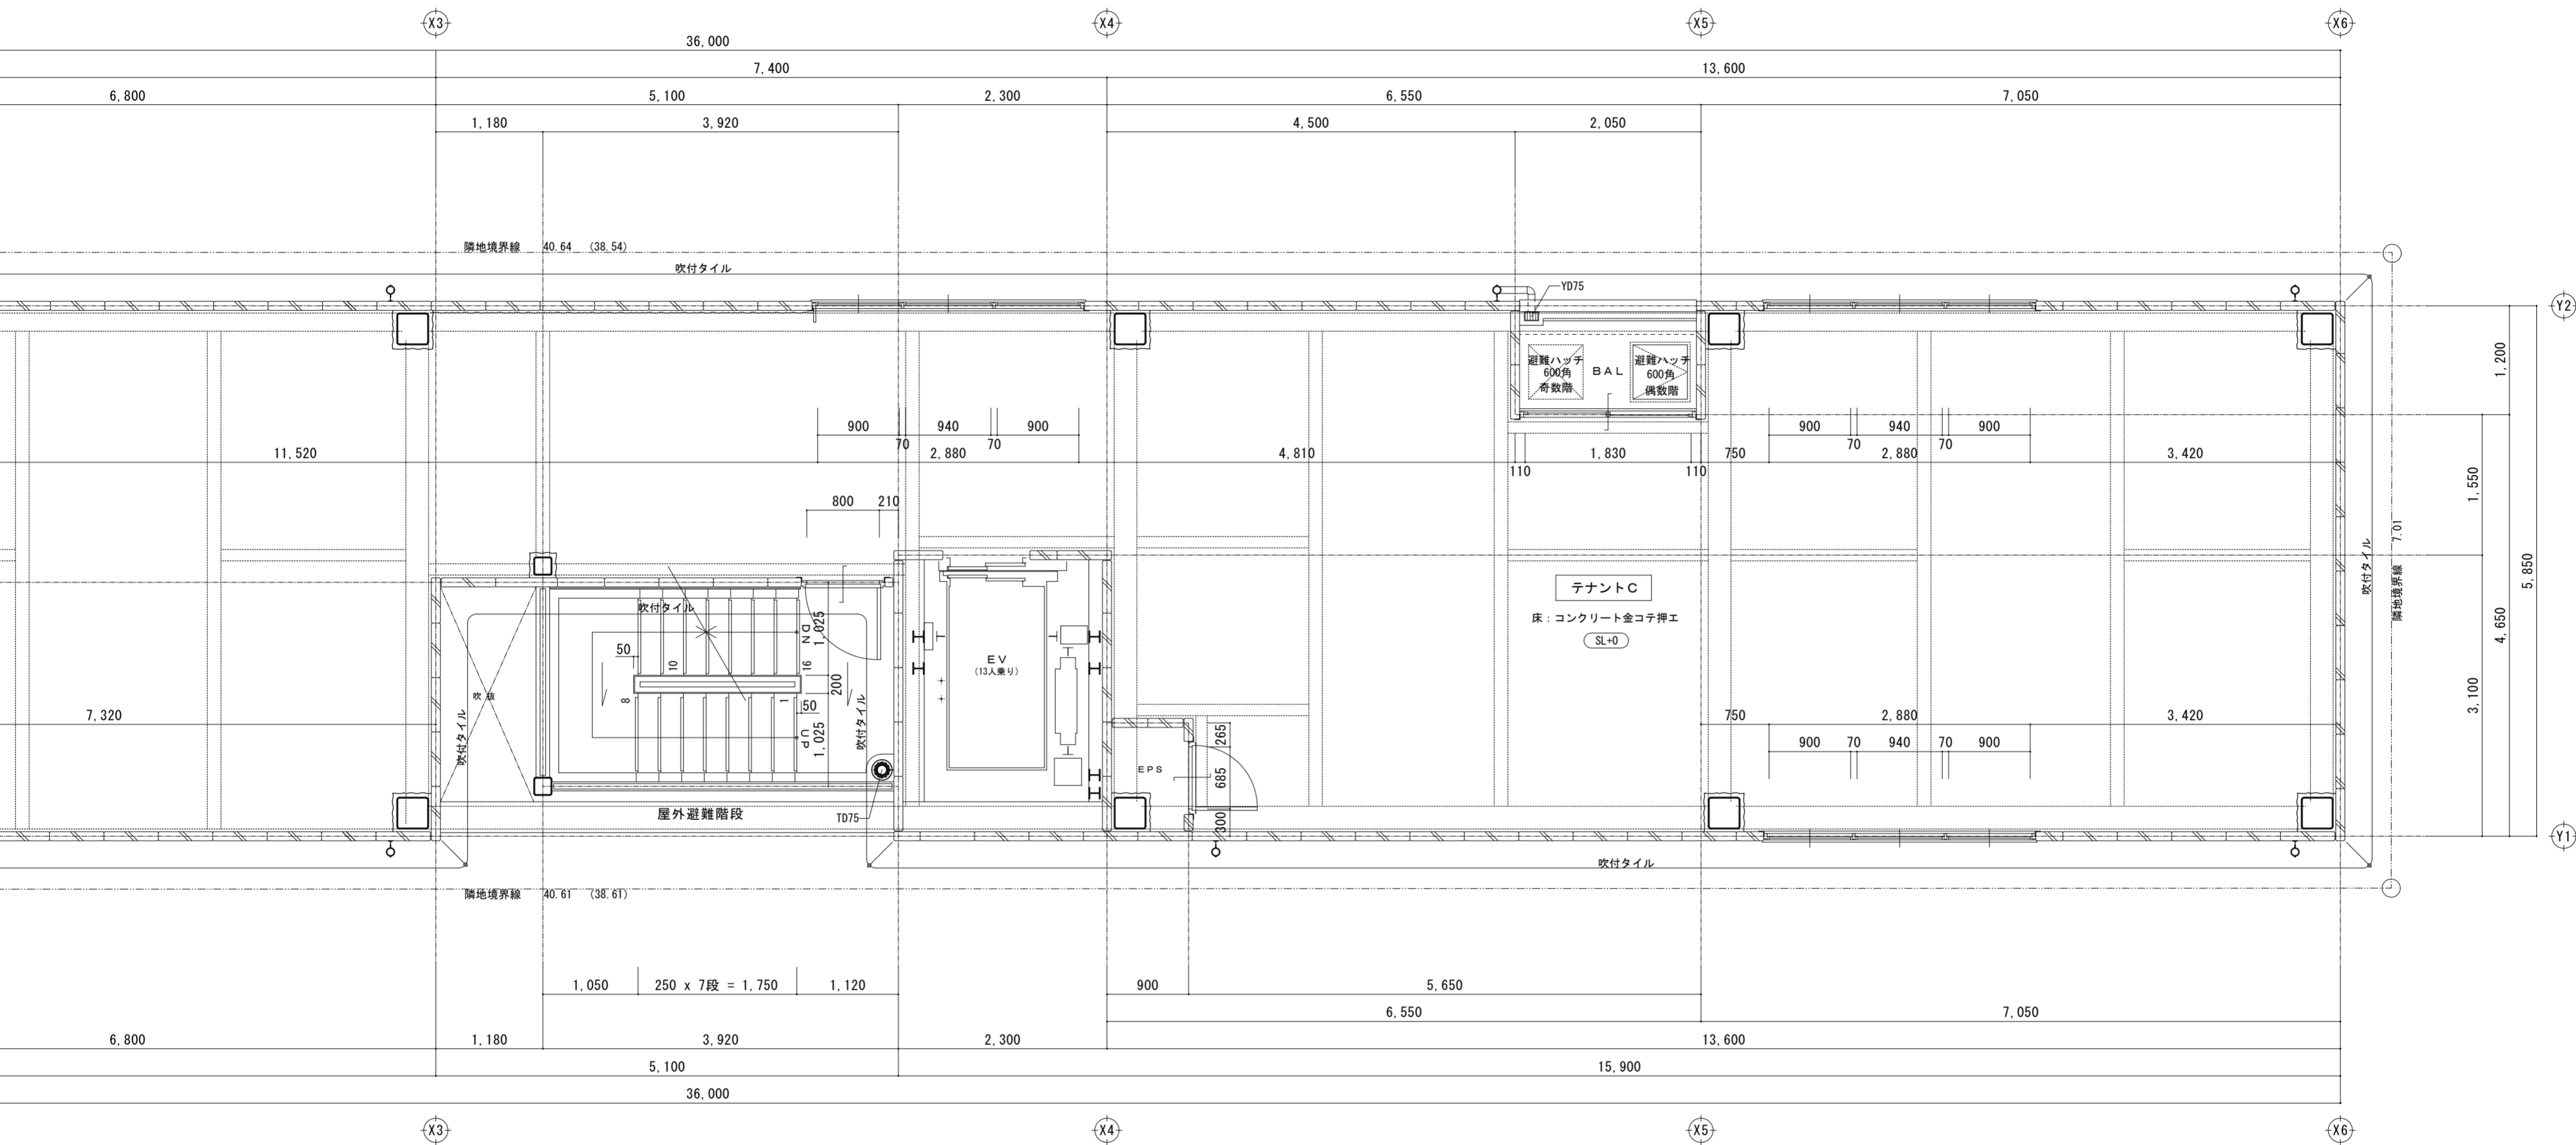 X3 X4 X5 X6
36,000
7,400 13,600
6,800 5,100 2,300 6,550 7,050
1,180 3,920 4,500 2,050
隣地境界線 40.64 (38.54)
吹付タイル
YD75
Y2
避難ハッチ
600角
奇数階
BAL
避難ハッチ
600角
偶数階
1,200
900 940 900 900 940 900
70 70 70 70
11,520 2,880 4,810 1,830 750 2,880 3,420
110 110
1,550
800 210
7.01
隣地境界線
吹付タイル
5,850
テナントC
床：コンクリート金コテ押エ
SL+0
4,650
吹付タイル
DN
1,025
50
10
16
EV
(13人乗り)
200
吹抜
8
1
50
吹付タイル
UP
1,025
吹付タイル
7,320 750 2,880 3,420
3,100
265
900 70 940 70 900
EPS
685
300
屋外避難階段
TD75
Y1
吹付タイル
隣地境界線 40.61 (38.61)
1,050 250 x 7段 = 1,750 1,120 900 5,650
6,550 7,050
6,800 1,180 3,920 2,300 13,600
5,100 15,900
36,000
X3 X4 X5 X6